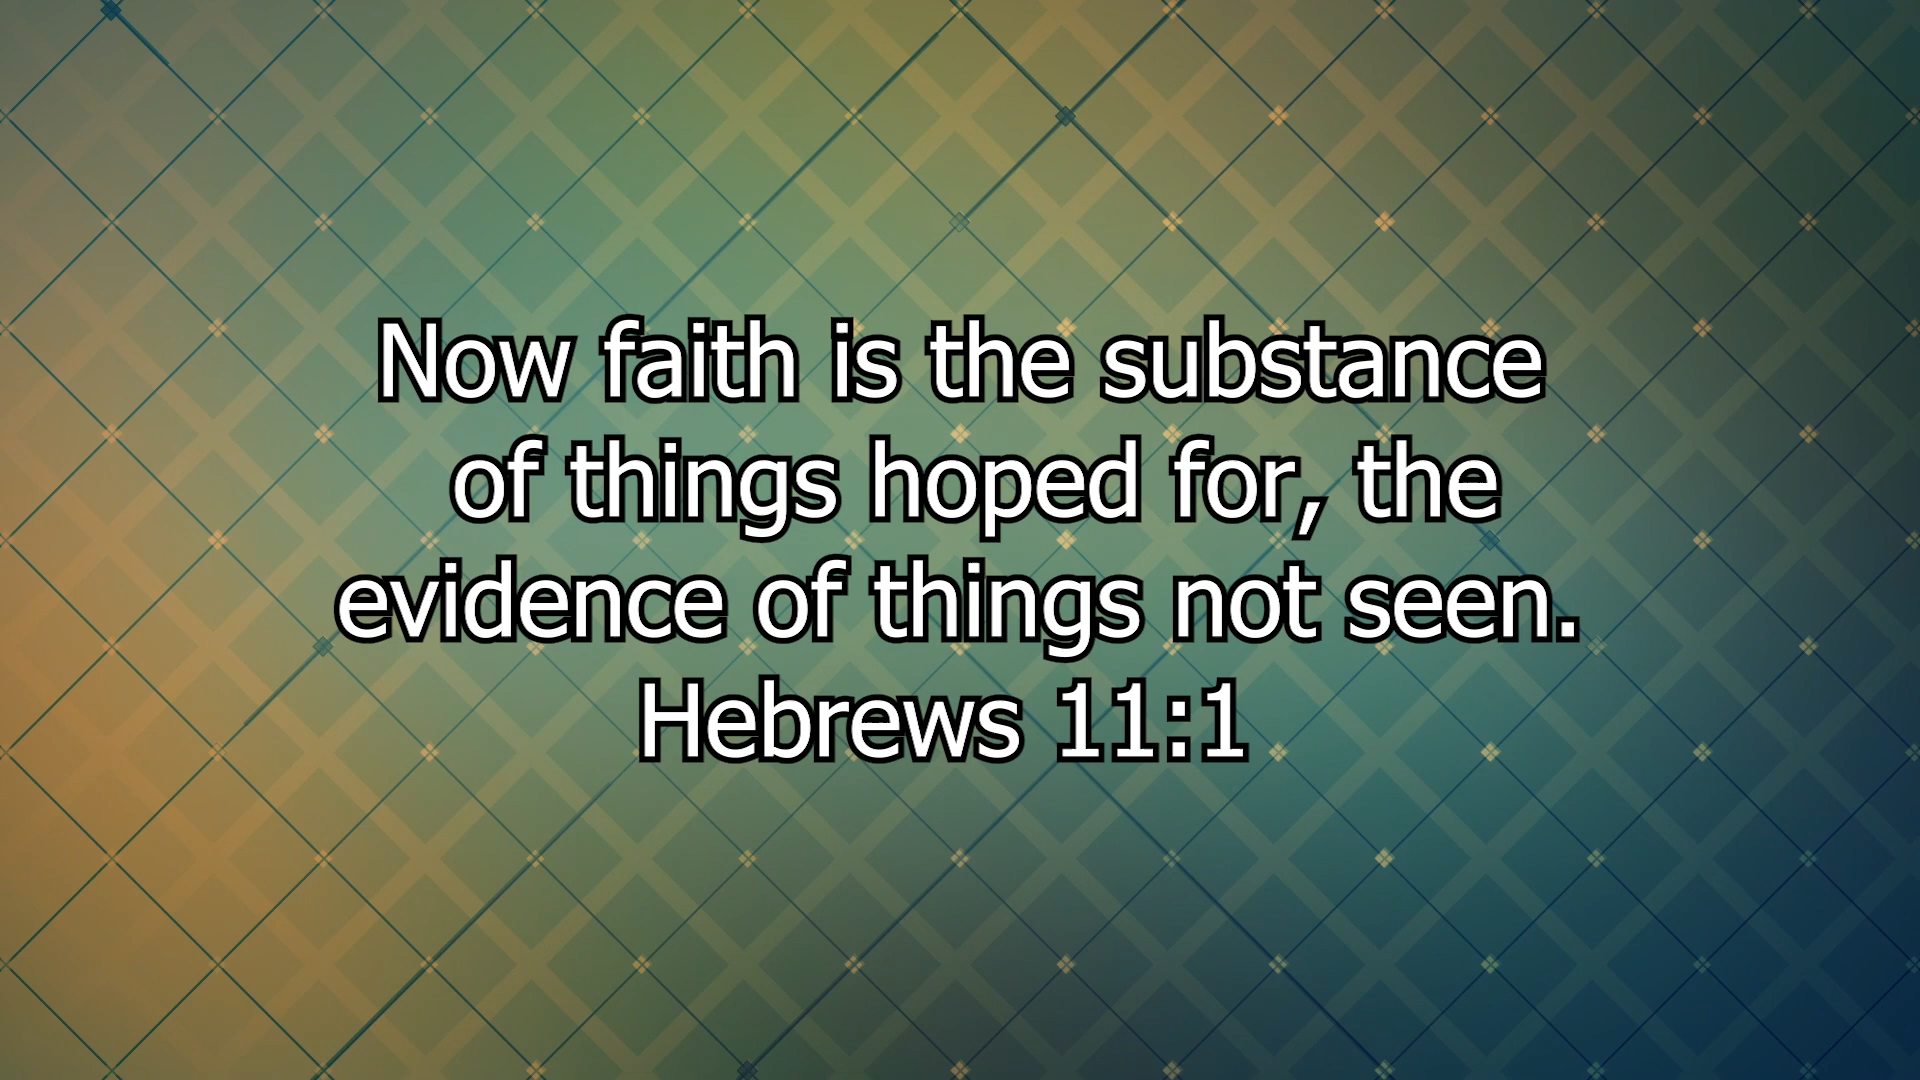 Now faith is the substance
of things hoped for, the
evidence of things not seen.
Hebrews 11:1